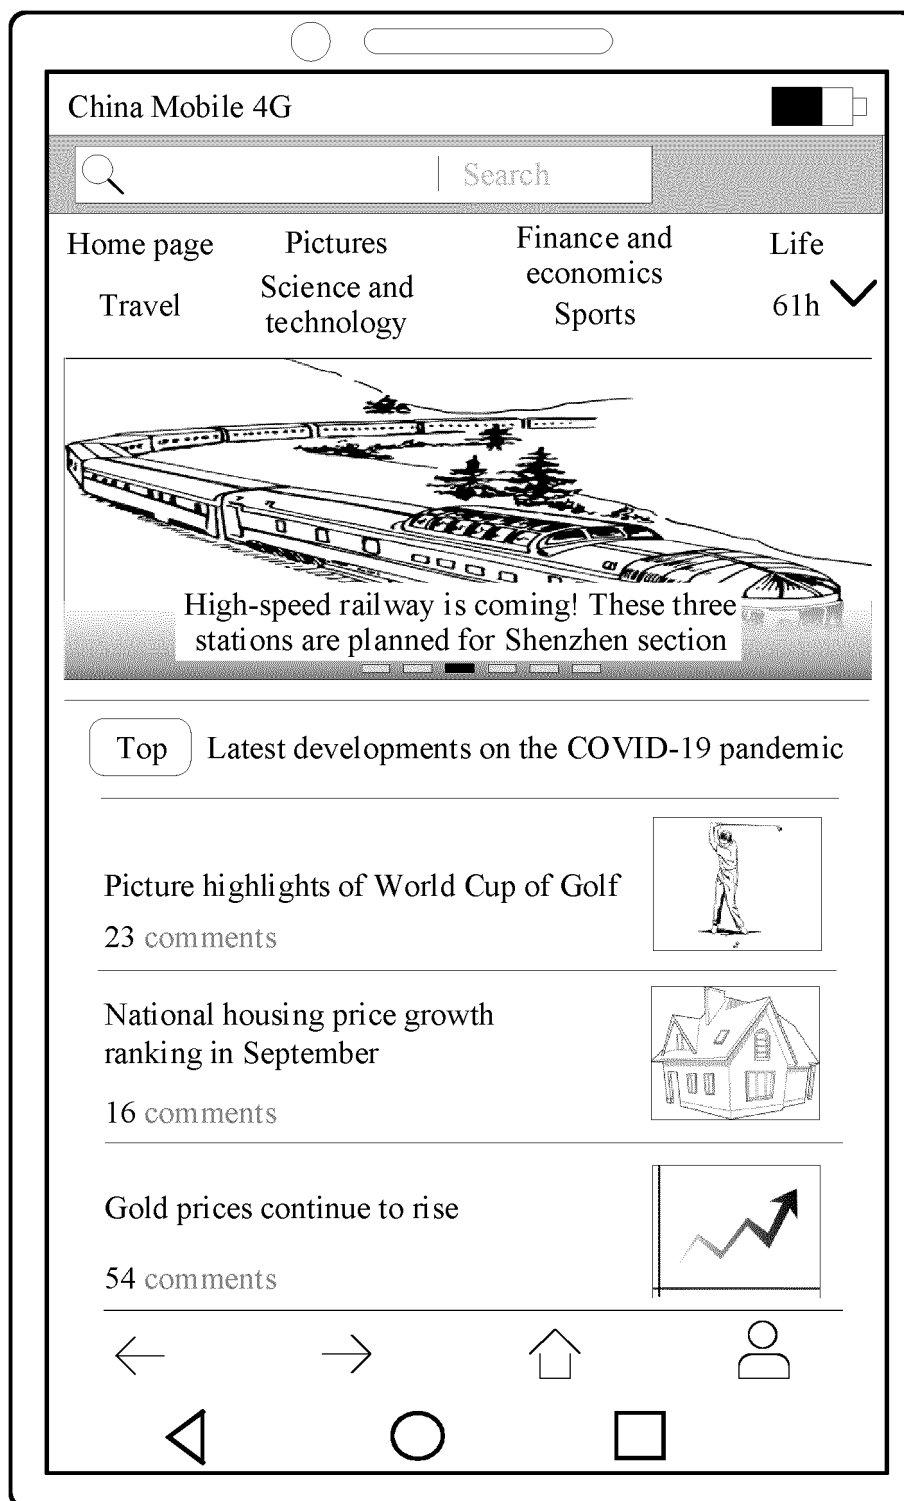 China Mobile 4G
Search
Home page
Pictures
Finance and
economics
Life
Travel
Science and
technology
Sports
61h
High-speed railway is coming! These three
stations are planned for Shenzhen section
Top
Latest developments on the COVID-19 pandemic
Picture highlights of World Cup of Golf
23 comments
National housing price growth
ranking in September
16 comments
Gold prices continue to rise
54 comments